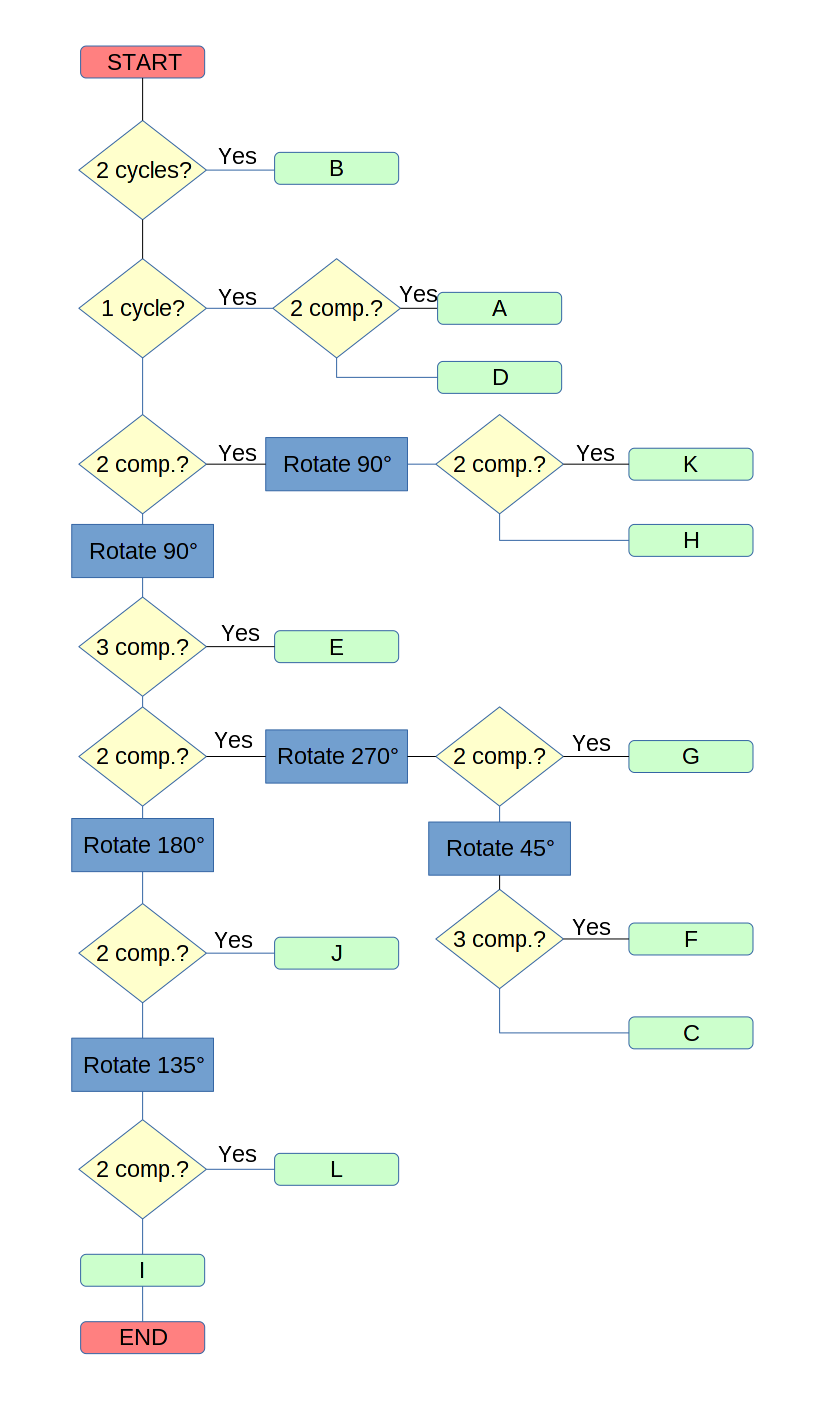 START
2 cycles?
Yes
B
1 cycle?
Yes
2 comp.?
Yes
A
D
2 comp.?
Yes
Rotate 90°
2 comp.?
Yes
K
H
Rotate 90°
3 comp.?
Yes
E
2 comp.?
Yes
Rotate 270°
2 comp.?
Yes
G
Rotate 180°
Rotate 45°
2 comp.?
Yes
J
3 comp.?
Yes
F
C
Rotate 135°
2 comp.?
Yes
L
I
END